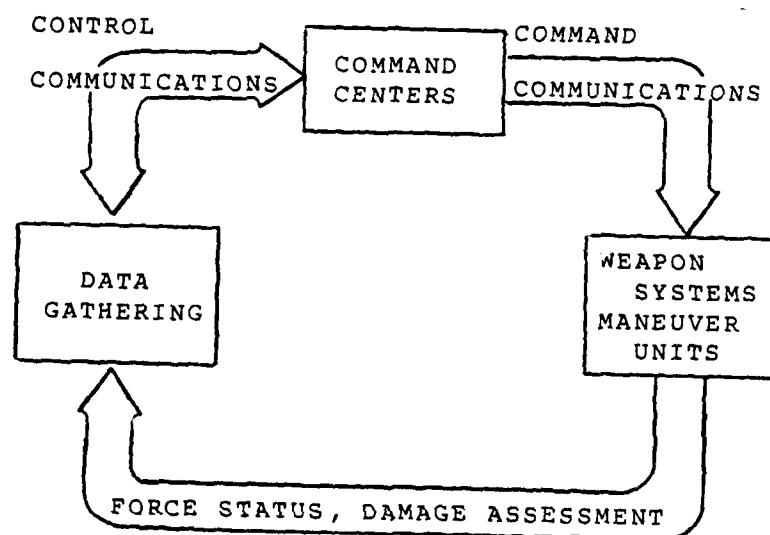 CONTROL
COMMUNICATIONS
COMMAND
CENTERS
COMMAND
COMMUNICATIONS
DATA
GATHERING
WEAPON
SYSTEMS
MANEUVER
UNITS
FORCE STATUS, DAMAGE ASSESSMENT